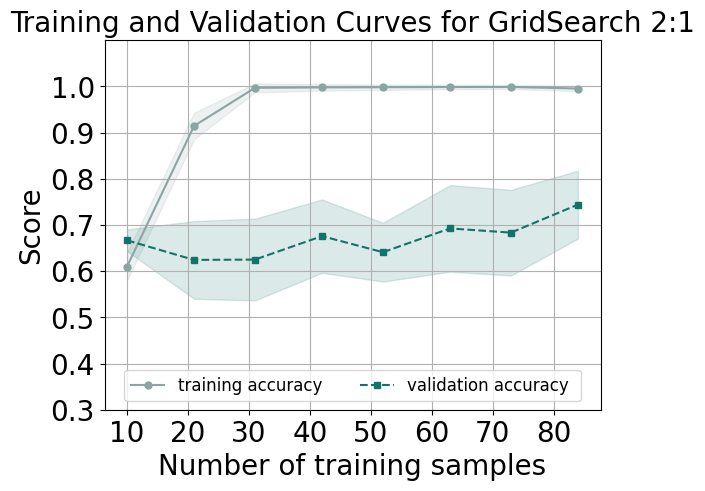 Training and Validation Curves for GridSearch 2:1
1.0
0.9
0.8
0.7
0.6
0.5
0.4
0.3
Score
training accuracy
validation accuracy
10 20 30 40 50 60 70 80
Number of training samples